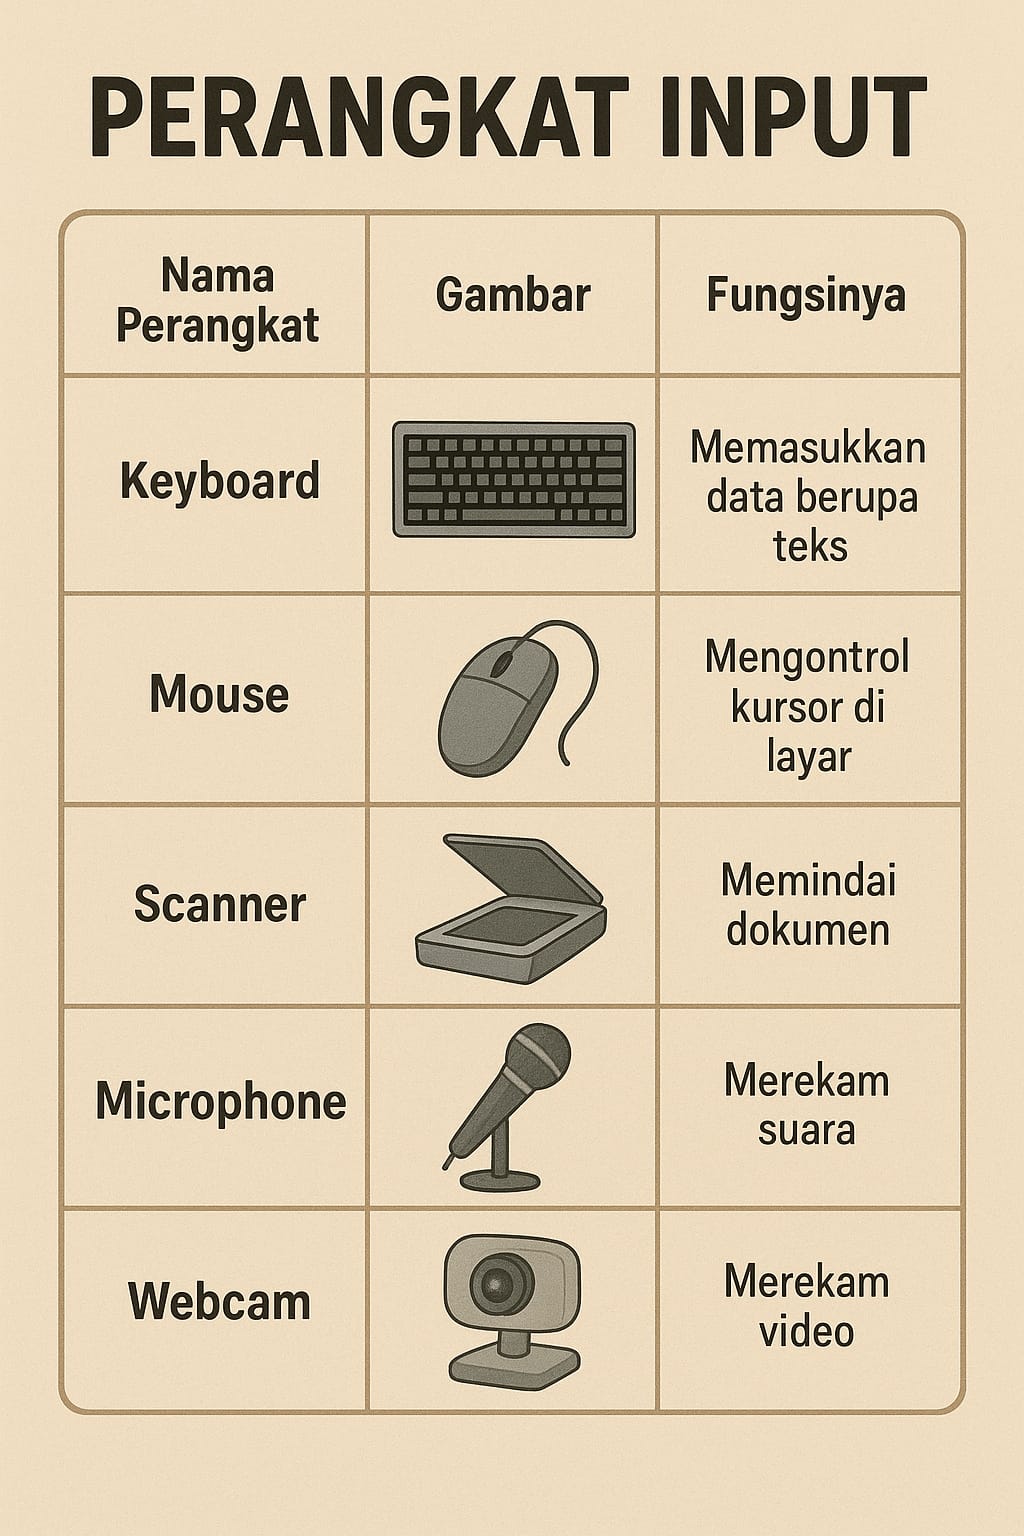 PERANGKAT INPUT
Nama
Perangkat
Gambar
Fungsinya
Keyboard
Memasukkan
data berupa
teks
Mouse
Mengontrol
kursor di
layar
Scanner
Memindai
dokumen
Microphone
Merekam
suara
Webcam
Merekam
video